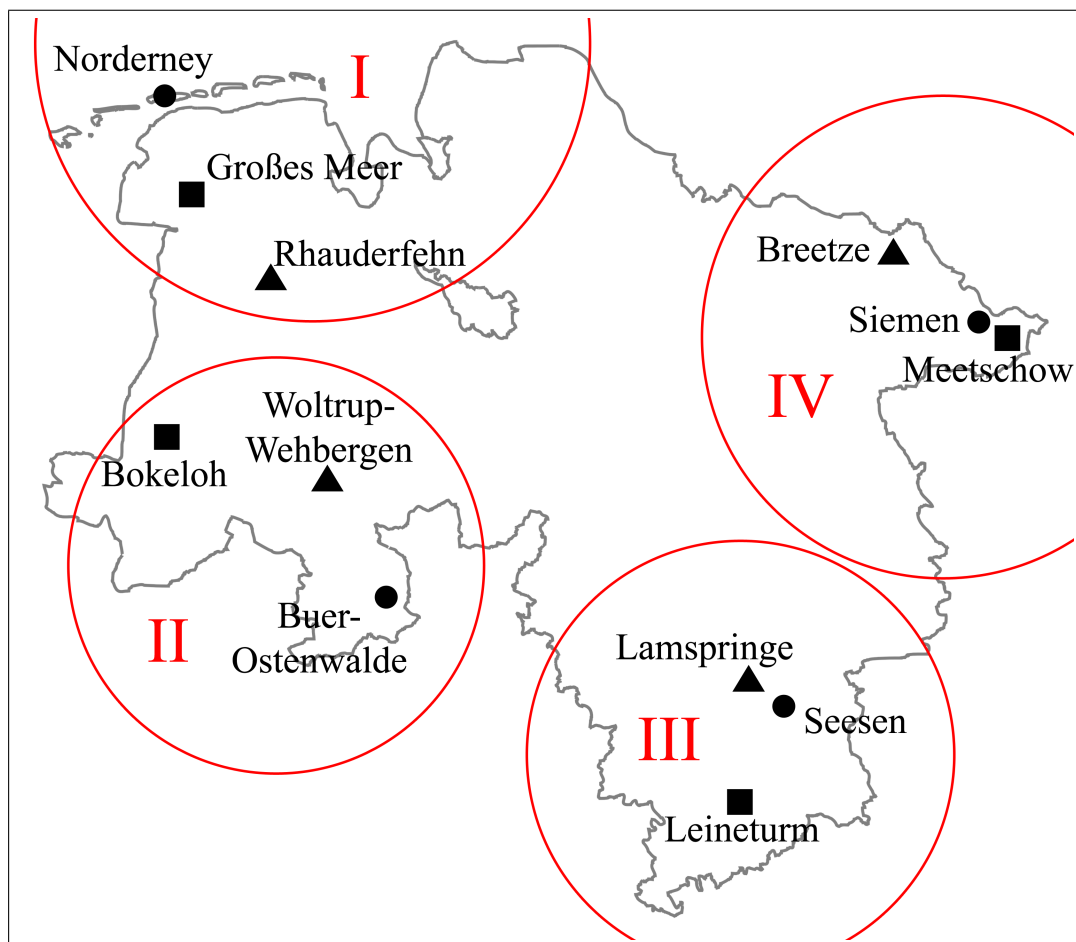 Norderney
I
Großes Meer
Rhauderfehn
Breetze
Siemen
Meetschow
IV
Woltrup-
Wehbergen
Bokeloh
Buer-
Ostenwalde
II
Lamspringe
Seesen
III
Leineturm